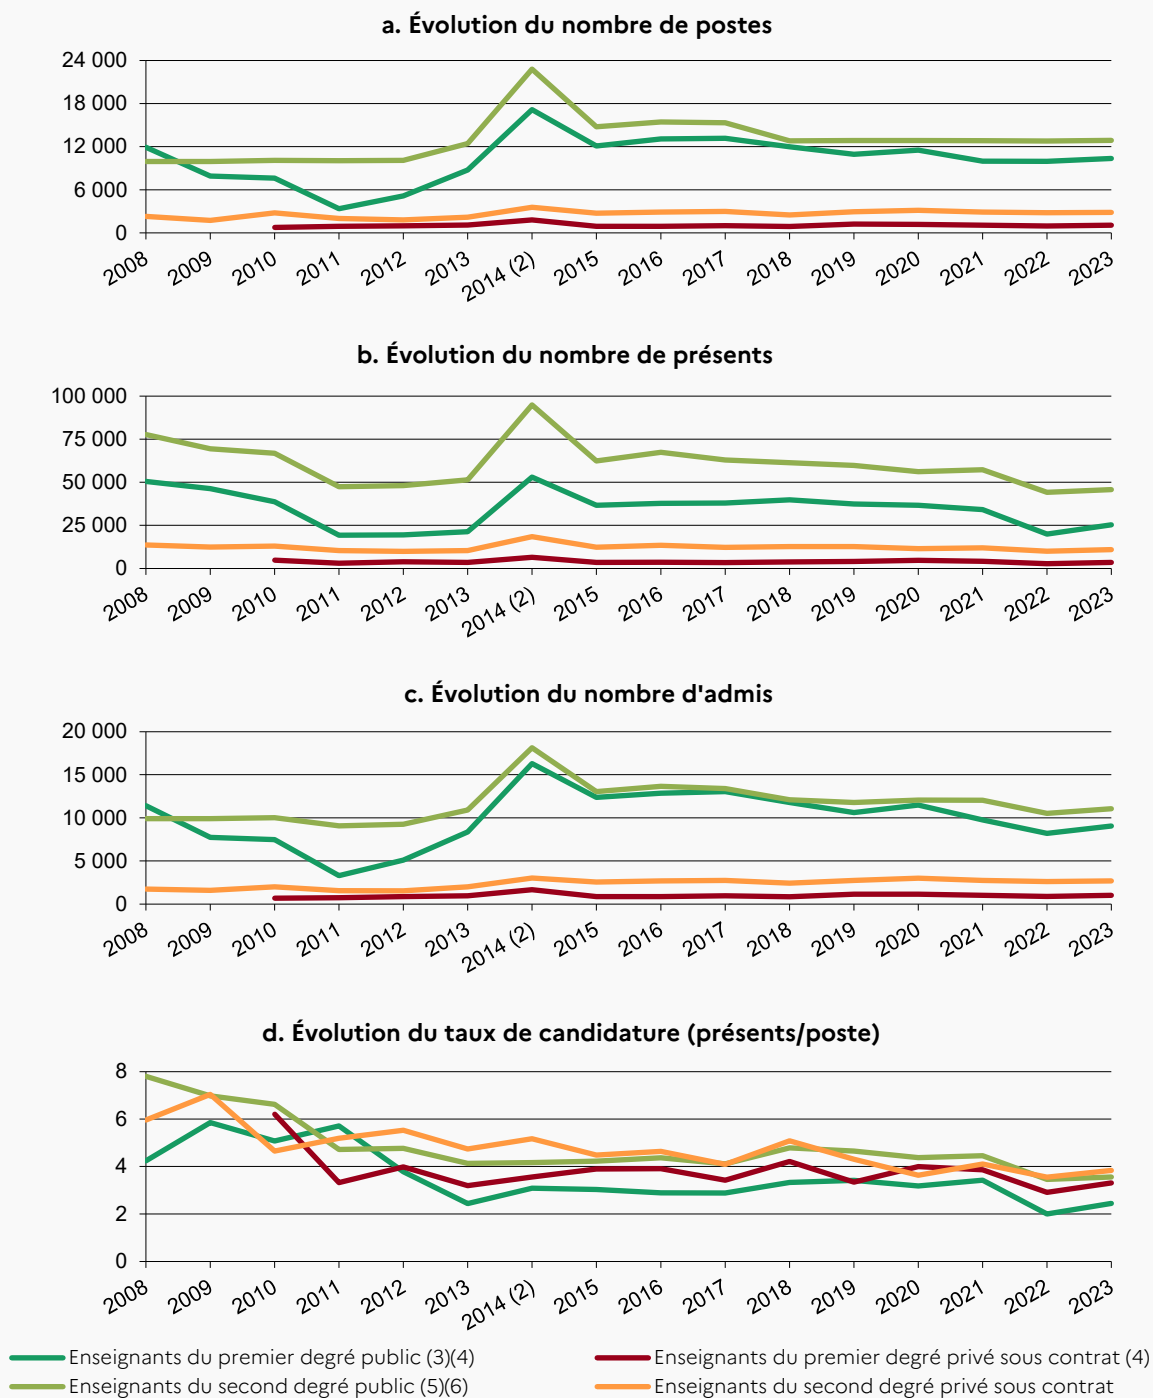 a. Évolution du nombre de postes
24 000
18 000
12 000
6 000
0
2008 2009 2010 2011 2012 2013 2014 (2) 2015 2016 2017 2018 2019 2020 2021 2022 2023
b. Évolution du nombre de présents
100 000
75 000
50 000
25 000
0
2008 2009 2010 2011 2012 2013 2014 (2) 2015 2016 2017 2018 2019 2020 2021 2022 2023
c. Évolution du nombre d'admis
20 000
15 000
10 000
5 000
0
2008 2009 2010 2011 2012 2013 2014 (2) 2015 2016 2017 2018 2019 2020 2021 2022 2023
d. Évolution du taux de candidature (présents/poste)
8
6
4
2
0
2008 2009 2010 2011 2012 2013 2014 (2) 2015 2016 2017 2018 2019 2020 2021 2022 2023
Enseignants du premier degré public (3)(4) Enseignants du premier degré privé sous contrat (4)
Enseignants du second degré public (5)(6) Enseignants du second degré privé sous contrat